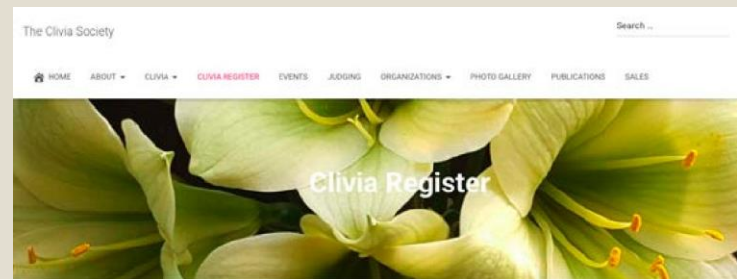 The Clivia Society
Search ...
HOME ABOUT CLIVIA CLIVIA REGISTER EVENTS JUDGING ORGANIZATIONS PHOTO GALLERY PUBLICATIONS SALES
Clivia Register